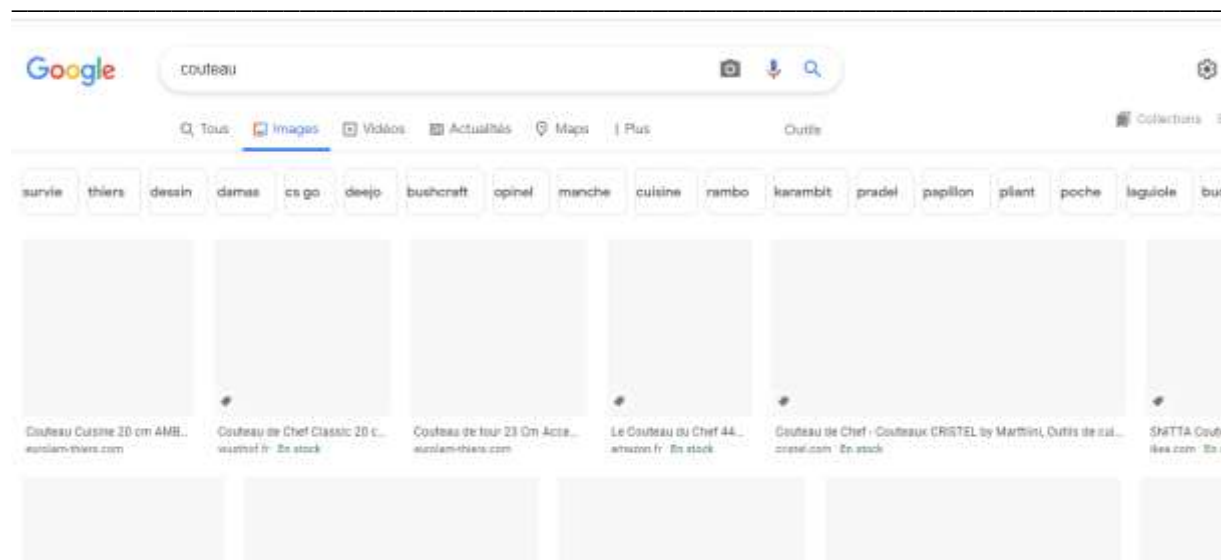 Google couteau
Tous Images Vidéos Actualités Maps Plus Outils Collections
survie thiers dessin damas cs go deejo bushcraft opinel manche cuisine rambo karambit pradel papillon pliant poche laguiole
Couteau Cuisine 20 cm AMB... Couteau de Chef Classic 20 c... Couteau de tour 23 Cm Acce... Le Couteau du Chef 44... Couteau de Chef - Couteaux CRISTEL by Marttiini, Outils de cui...
eurolam-thiers.com wusthof.fr En stock eurolam-thiers.com amazon.fr En stock cristel.com En stock ikea.com